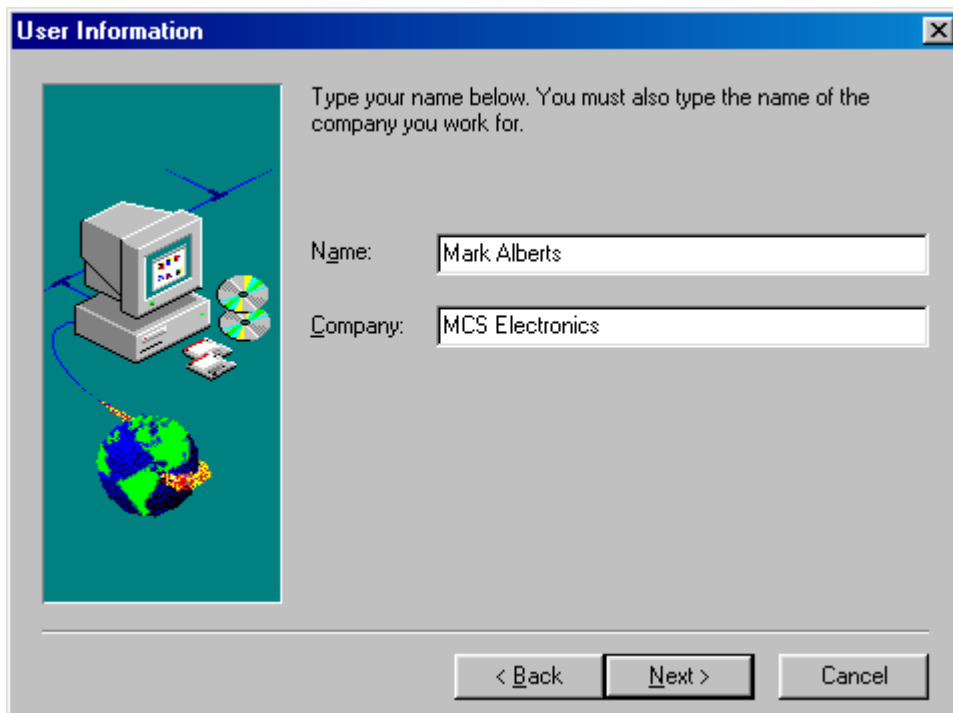 User Information
Type your name below. You must also type the name of the
company you work for.
Name: Mark Alberts
Company: MCS Electronics
< Back Next > Cancel